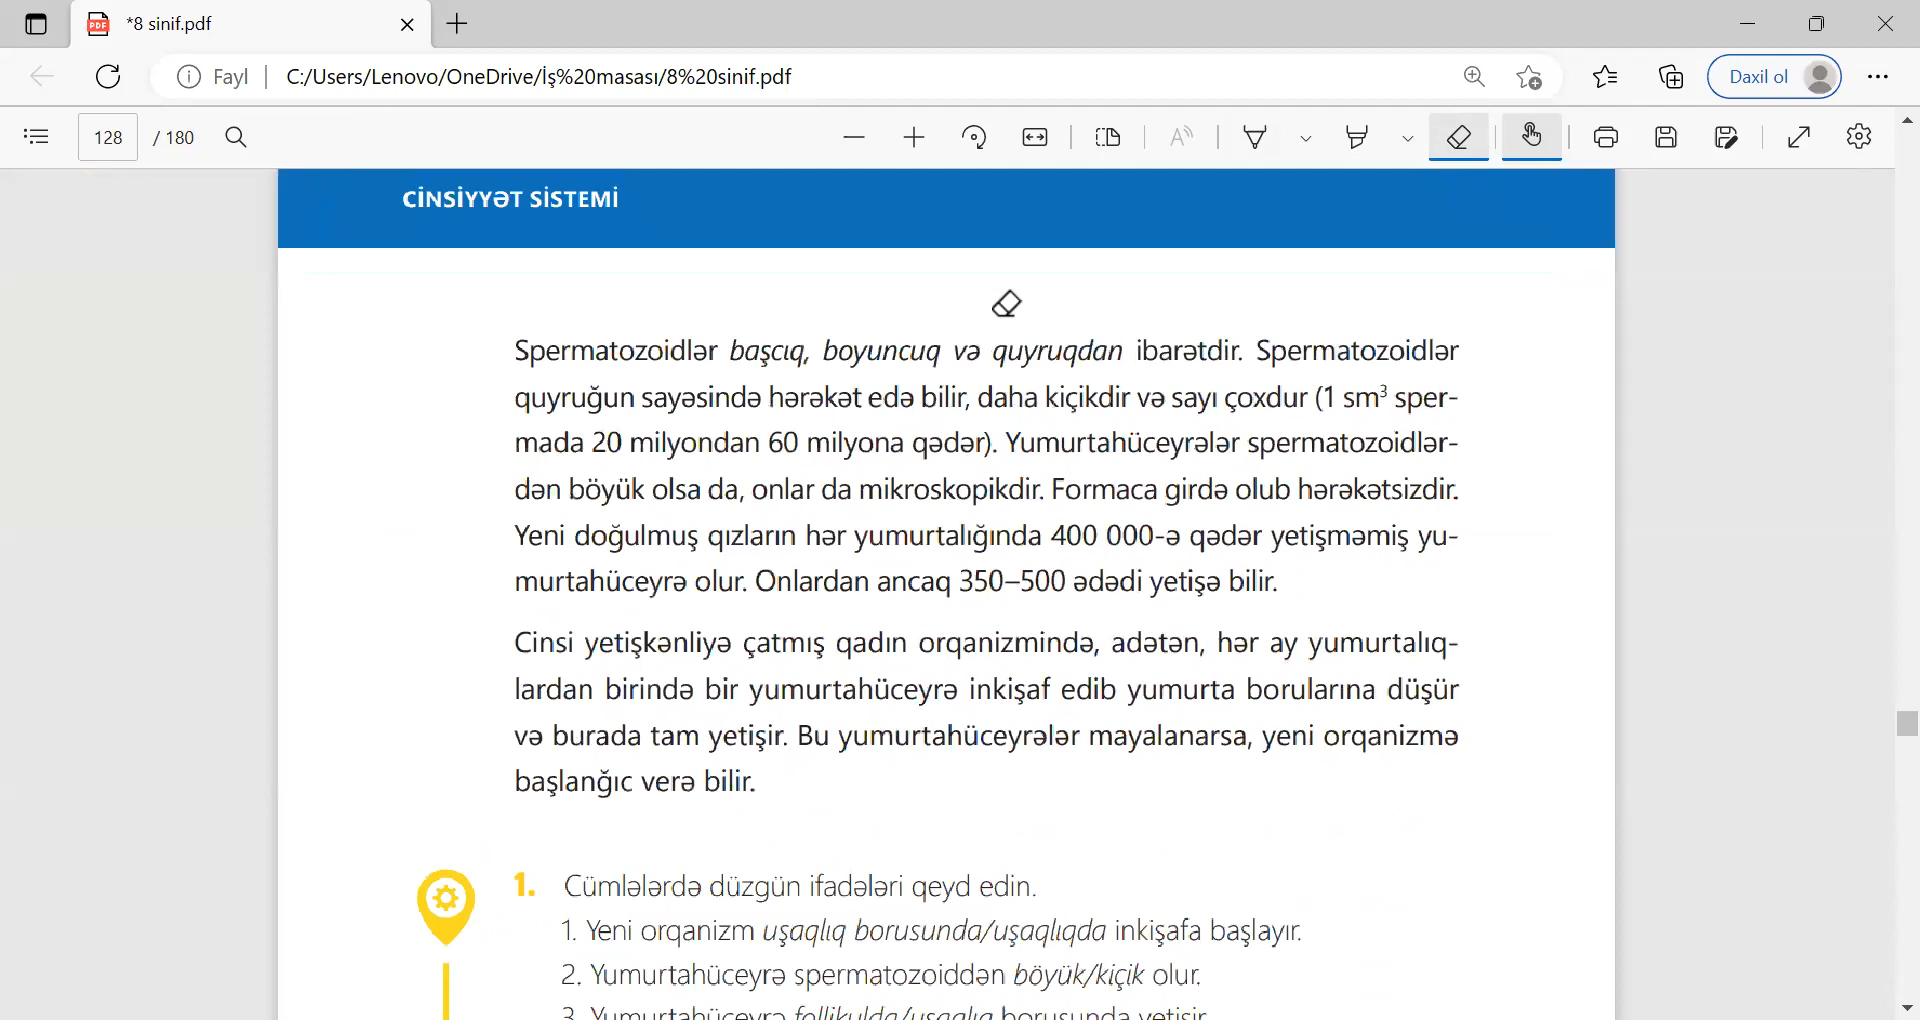 *8 sinif.pdf
Fayl
C:/Users/Lenovo/OneDrive/İş%20masası/8%20sinif.pdf
Daxil ol
128 / 180
CİNSİYYƏT SİSTEMİ
Spermatozoidlər başcıq, boyuncuq və quyruqdan ibarətdir. Spermatozoidlər
quyruğun sayəsində hərəkət edə bilir, daha kiçikdir və sayı çoxdur (1 sm³ sper-
mada 20 milyondan 60 milyona qədər). Yumurtahüceyrələr spermatozoidlər-
dən böyük olsa da, onlar da mikroskopikdir. Formaca girdə olub hərəkətsizdir.
Yeni doğulmuş qızların hər yumurtalığında 400 000-ə qədər yetişməmiş yu-
murtahüceyrə olur. Onlardan ancaq 350–500 ədədi yetişə bilir.
Cinsi yetişkənliyə çatmış qadın orqanizmində, adətən, hər ay yumurtalıq-
lardan birində bir yumurtahüceyrə inkişaf edib yumurta borularına düşür
və burada tam yetişir. Bu yumurtahüceyrələr mayalanarsa, yeni orqanizmə
başlanğıc verə bilir.
1. Cümlələrdə düzgün ifadələri qeyd edin.
1. Yeni orqanizm uşaqlıq borusunda/uşaqlıqda inkişafa başlayır.
2. Yumurtahüceyrə spermatozoiddən böyük/kiçik olur.
3. Yumurtahüceyrə follikulda/uşaqlıq borusunda yetişir.